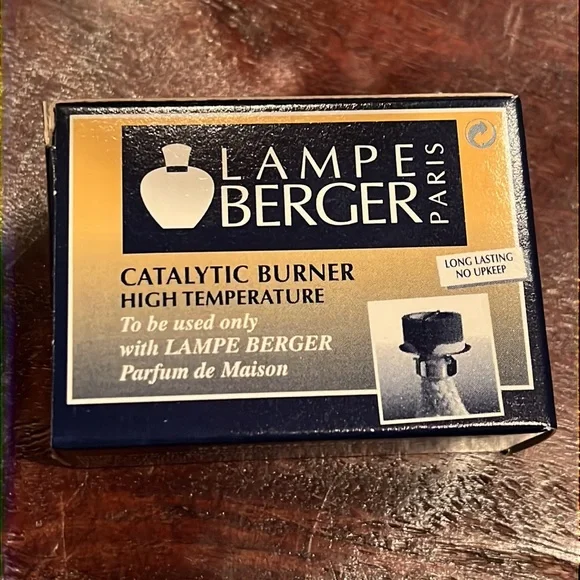 LAMPE
BERGER
PARIS
LONG LASTING
NO UPKEEP
CATALYTIC BURNER
HIGH TEMPERATURE
To be used only
with LAMPE BERGER
Parfum de Maison